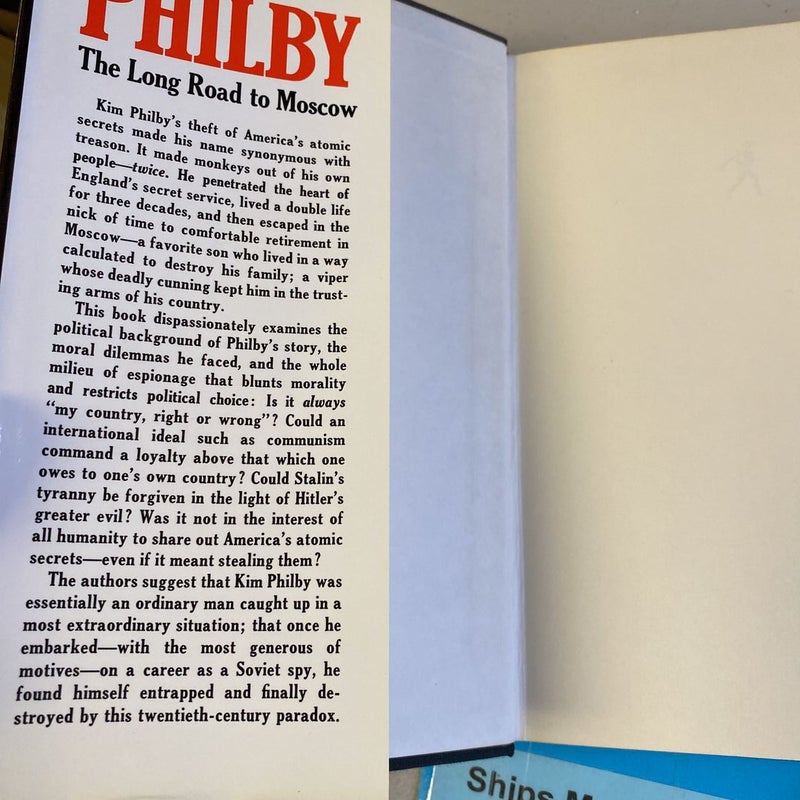 PHILBY
The Long Road to Moscow
Kim Philby's theft of America's atomic
secrets made his name synonymous with
treason. It made monkeys out of his own
people—twice. He penetrated the heart of
England's secret service, lived a double life
for three decades, and then escaped in the
nick of time to comfortable retirement in
Moscow—a favorite son who lived in a way
calculated to destroy his family; a viper
whose deadly cunning kept him in the trust-
ing arms of his country.
This book dispassionately examines the
political background of Philby's story, the
moral dilemmas he faced, and the whole
milieu of espionage that blunts morality
and restricts political choice: Is it always
"my country, right or wrong"? Could an
international ideal such as communism
command a loyalty above that which one
owes to one's own country? Could Stalin's
tyranny be forgiven in the light of Hitler's
greater evil? Was it not in the interest of
all humanity to share out America's atomic
secrets—even if it meant stealing them?
The authors suggest that Kim Philby was
essentially an ordinary man caught up in a
most extraordinary situation; that once he
embarked—with the most generous of
motives—on a career as a Soviet spy, he
found himself entrapped and finally de-
stroyed by this twentieth-century paradox.
Ships